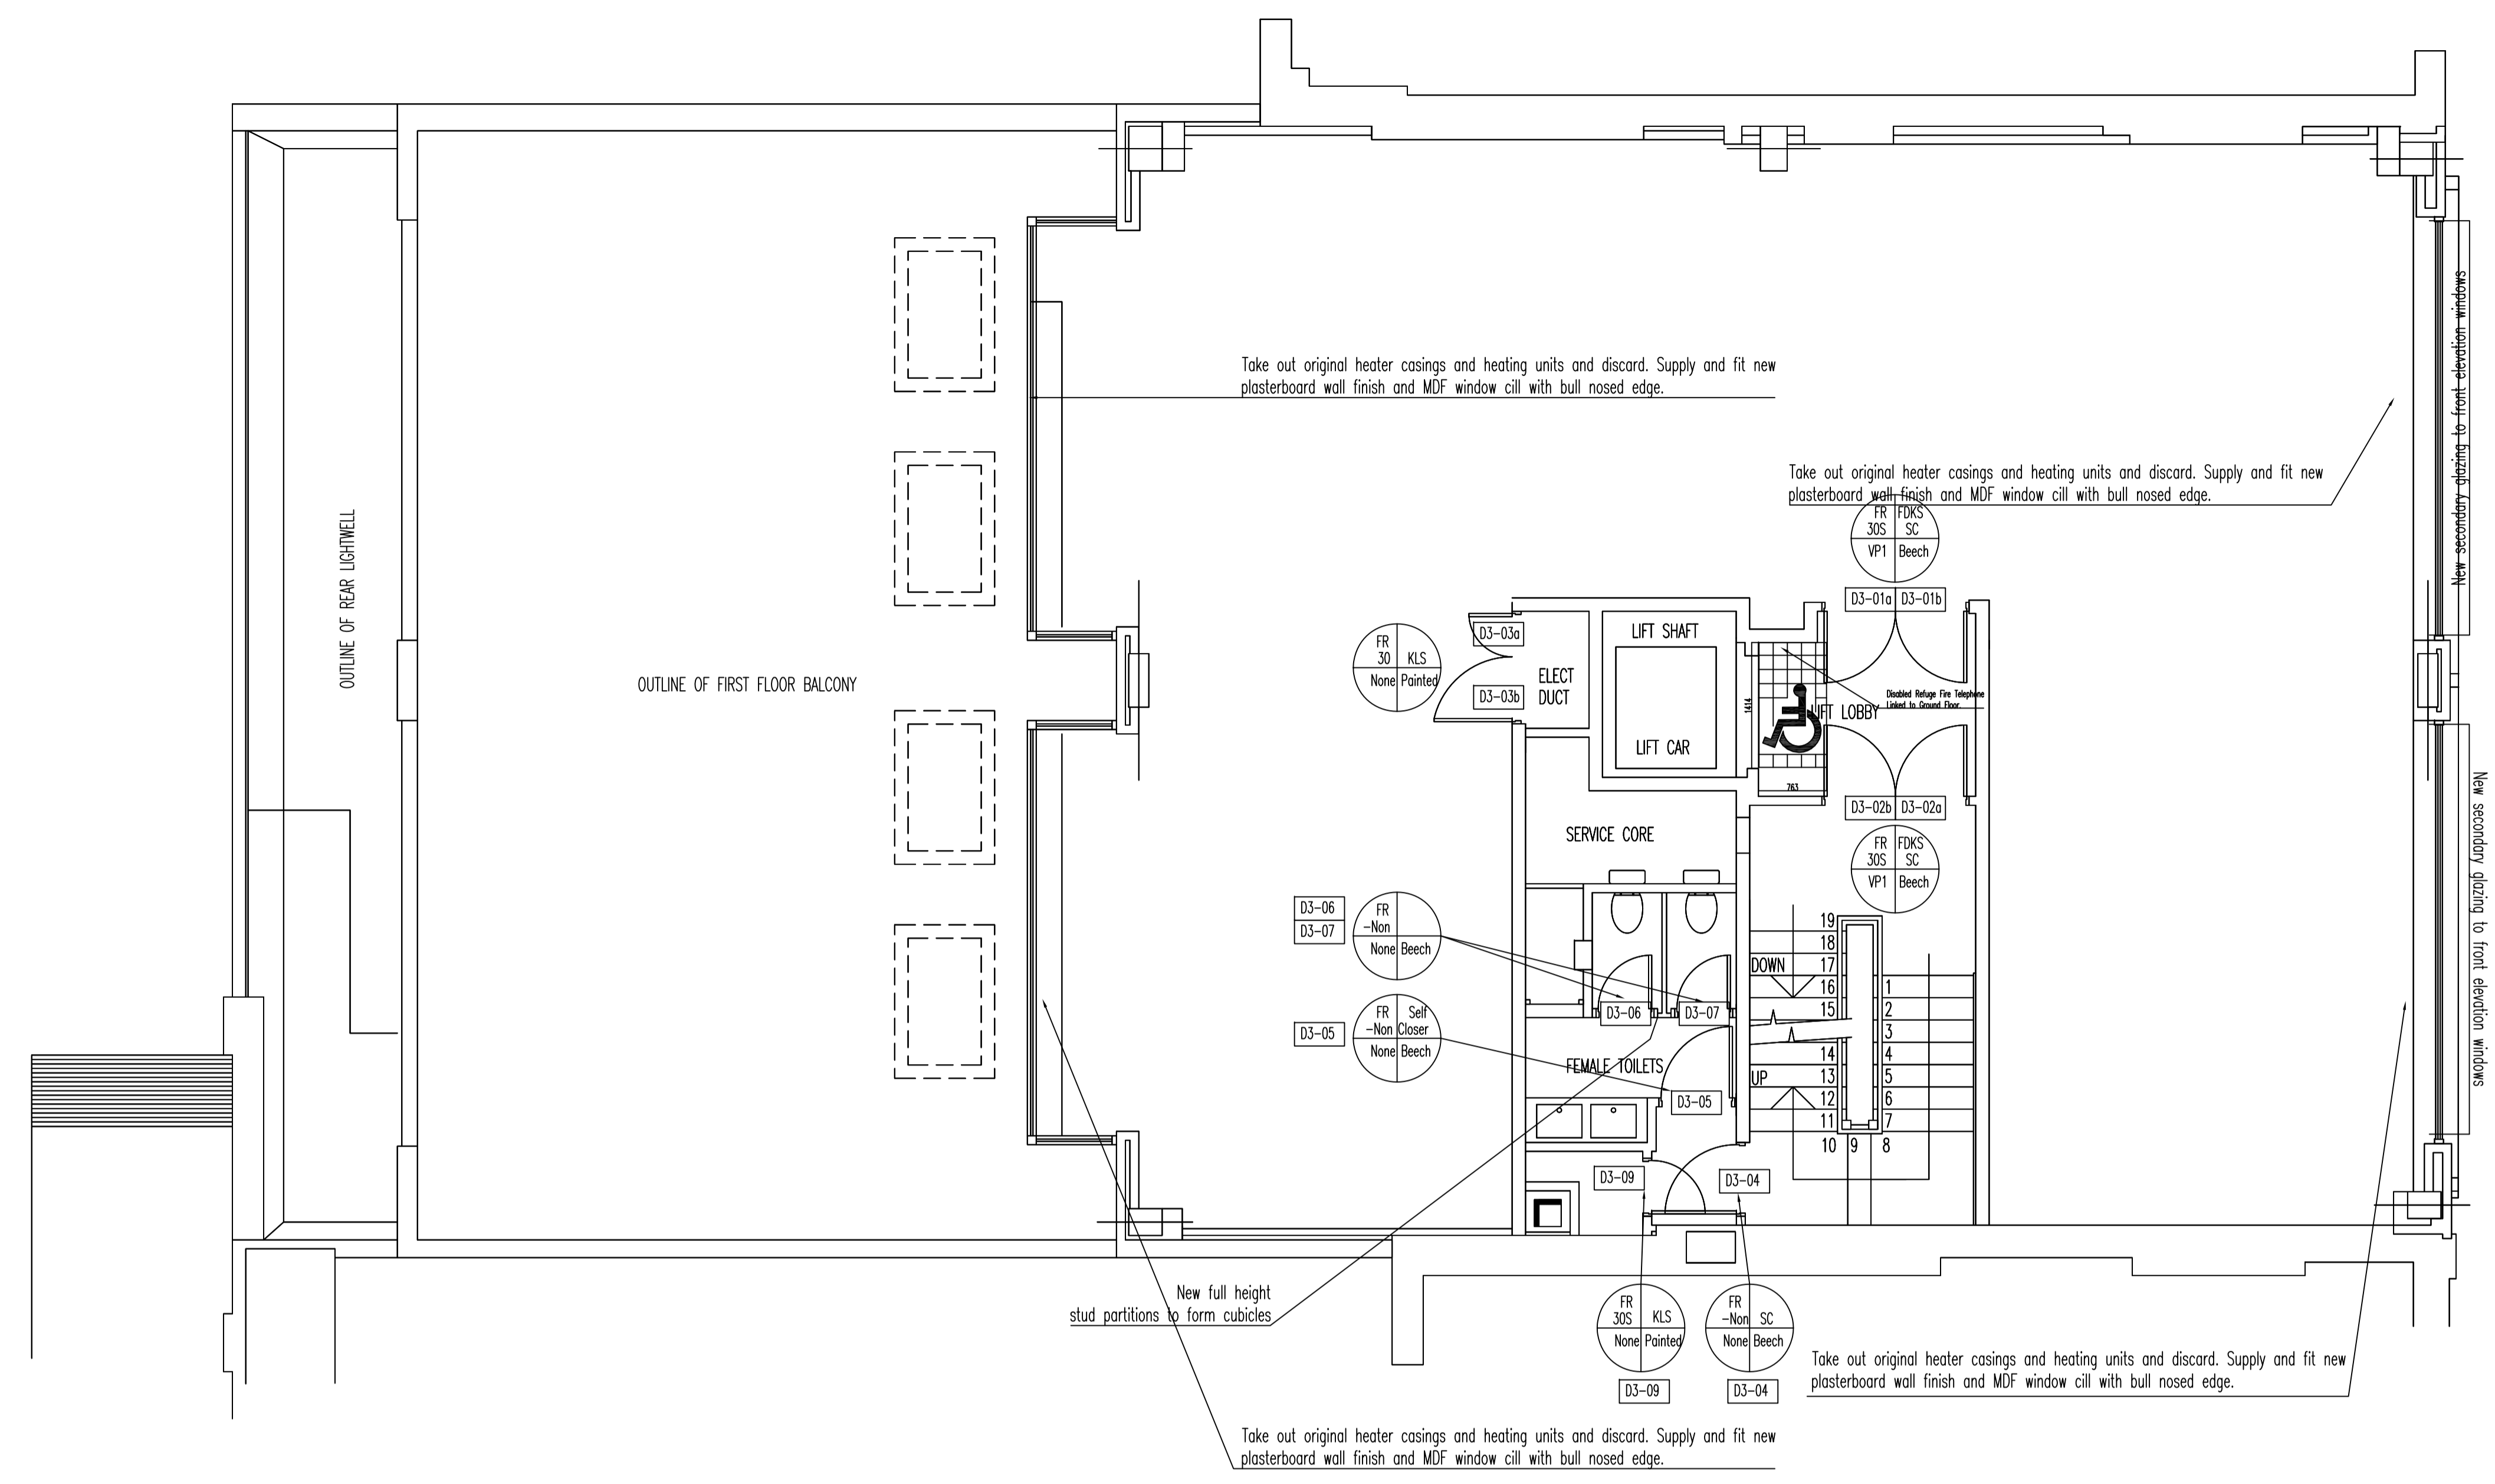 Take out original heater casings and heating units and discard. Supply and fit new
plasterboard wall finish and MDF window cill with bull nosed edge.
New secondary glazing to front elevation windows
Take out original heater casings and heating units and discard. Supply and fit new
plasterboard wall finish and MDF window cill with bull nosed edge.
FR FDKS
30S SC
VP1 Beech
D3-01a D3-01b
OUTLINE OF REAR LIGHTWELL
OUTLINE OF FIRST FLOOR BALCONY
FR
30 KLS
None Painted
D3-03a
D3-03b
ELECT
DUCT
LIFT SHAFT
LIFT CAR
1414
Disabled Refuge Fire Telephone
Linked to Ground Floor.
LIFT LOBBY
763
D3-02b D3-02a
FR FDKS
30S SC
VP1 Beech
SERVICE CORE
New secondary glazing to front elevation windows
D3-06
D3-07
FR
-Non
None Beech
D3-05
FR Self
-Non Closer
None Beech
D3-06
D3-07
FEMALE TOILETS
D3-05
DOWN
UP
19
18
17
16
15
14
13
12
11
10
9
8
1
2
3
4
5
6
7
D3-09
D3-04
New full height
stud partitions to form cubicles
FR
30S KLS
None Painted
D3-09
FR
-Non SC
None Beech
D3-04
Take out original heater casings and heating units and discard. Supply and fit new
plasterboard wall finish and MDF window cill with bull nosed edge.
Take out original heater casings and heating units and discard. Supply and fit new
plasterboard wall finish and MDF window cill with bull nosed edge.